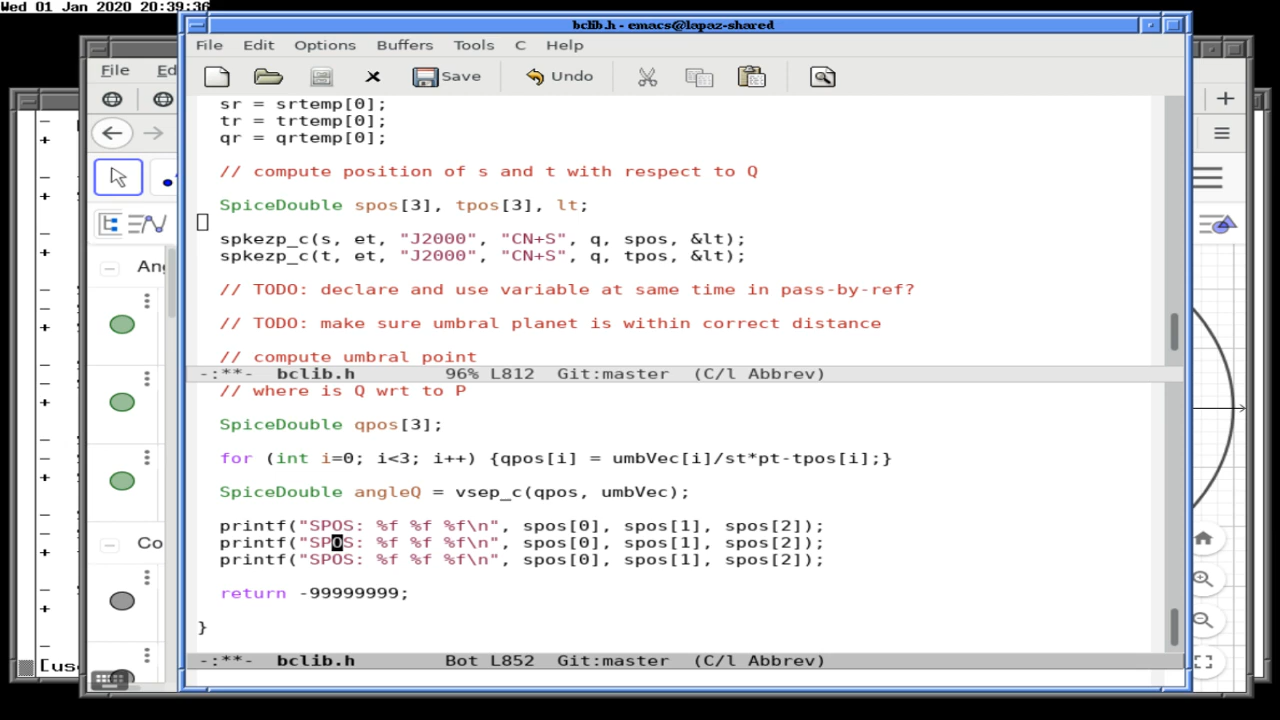 Wed 01 Jan 2020 20:39:36
bclib.h - emacs@lapaz-shared
File Edit Options Buffers Tools C Help
Save Undo
File Ed
sr = srtemp[0];
tr = trtemp[0];
qr = qrtemp[0];
// compute position of s and t with respect to Q
SpiceDouble spos[3], tpos[3], lt;
spkezp_c(s, et, "J2000", "CN+S", q, spos, &lt);
spkezp_c(t, et, "J2000", "CN+S", q, tpos, &lt);
// TODO: declare and use variable at same time in pass-by-ref?
// TODO: make sure umbral planet is within correct distance
// compute umbral point
-:**- bclib.h 96% L812 Git:master (C/l Abbrev)
// where is Q wrt to P
SpiceDouble qpos[3];
for (int i=0; i<3; i++) {qpos[i] = umbVec[i]/st*pt-tpos[i];}
SpiceDouble angleQ = vsep_c(qpos, umbVec);
printf("SPOS: %f %f %f\n", spos[0], spos[1], spos[2]);
printf("SPOS: %f %f %f\n", spos[0], spos[1], spos[2]);
printf("SPOS: %f %f %f\n", spos[0], spos[1], spos[2]);
return -99999999;
}
-:**- bclib.h Bot L852 Git:master (C/l Abbrev)
Ang
Co
[use